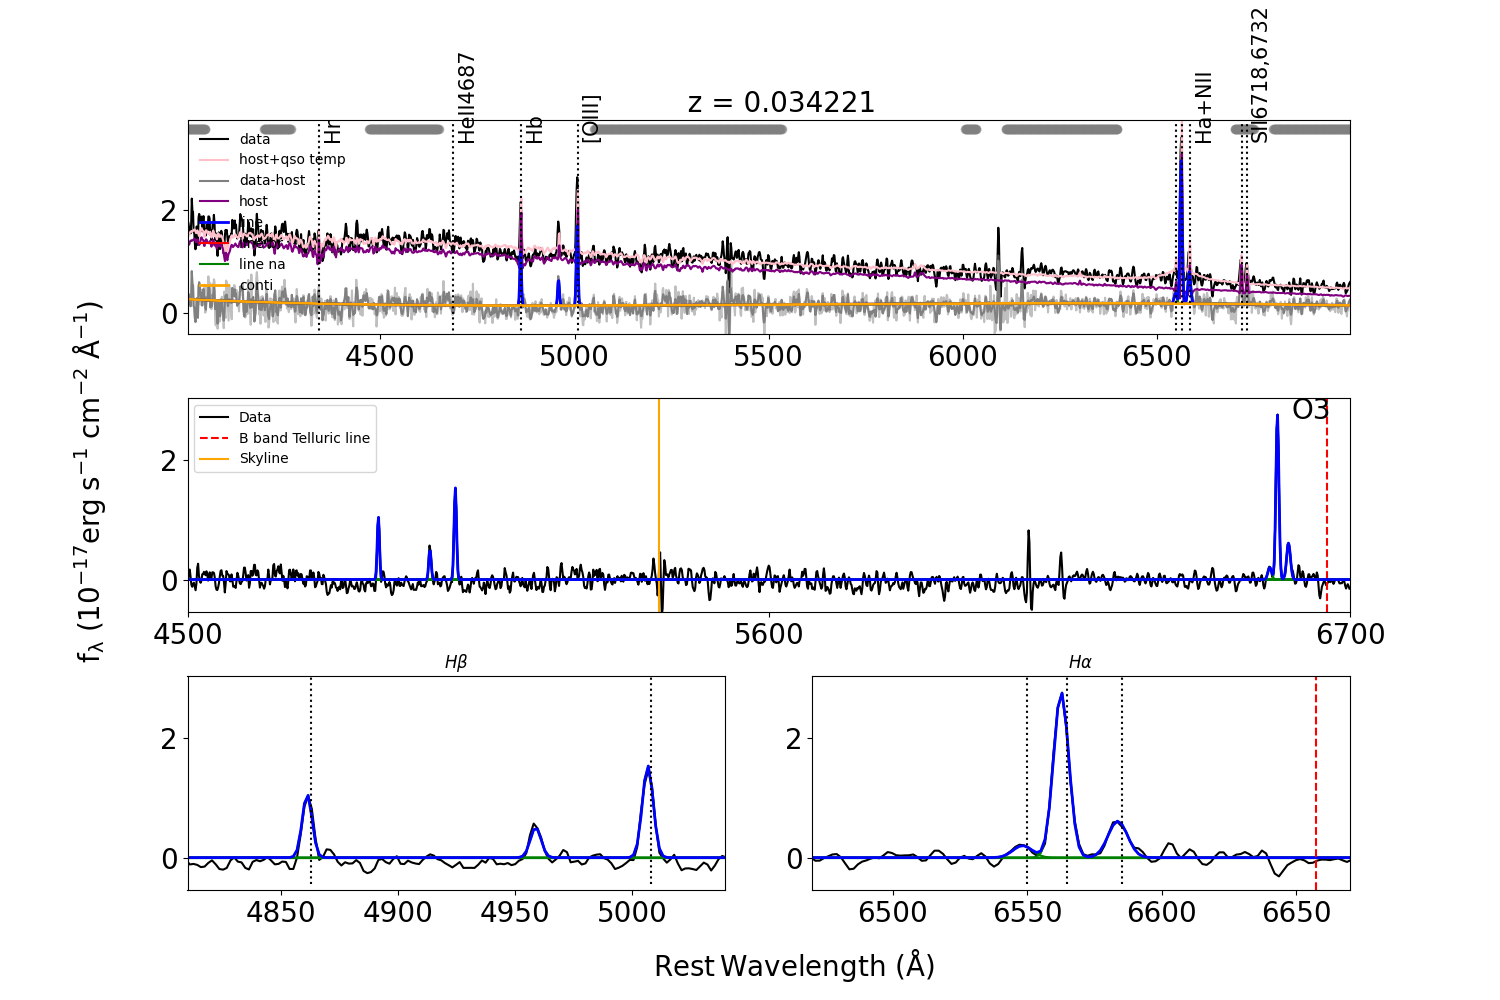 z = 0.034221
Hr
HeII4687
Hb
[OIII]
Ha+NII
SII6718,6732
data
host+qso temp
data-host
host
line
line na
conti
2
0
4500 5000 5500 6000 6500
fλ (10⁻¹⁷erg s⁻¹ cm⁻² Å⁻¹)
Data
B band Telluric line
Skyline
O3
2
0
4500 5600 6700
Hβ
2
0
4850 4900 4950 5000
Hα
2
0
6500 6550 6600 6650
Rest Wavelength (Å)